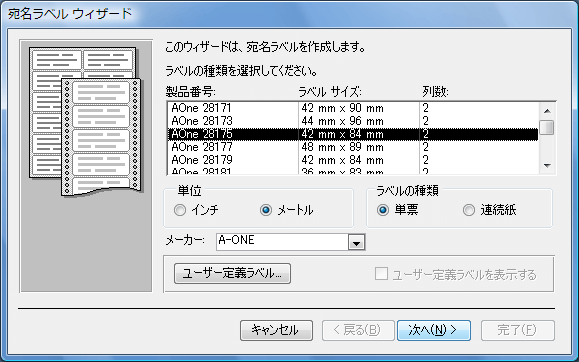 宛名ラベル ウィザード
このウィザードは、宛名ラベルを作成します。
ラベルの種類を選択してください。
製品番号: ラベル サイズ: 列数:
AOne 28171 42 mm x 90 mm 2
AOne 28173 44 mm x 96 mm 2
AOne 28175 42 mm x 84 mm 2
AOne 28177 48 mm x 89 mm 2
AOne 28179 42 mm x 84 mm 2
AOne 28181 36 mm x 83 mm 2
単位 ラベルの種類
インチ メートル 単票 連続紙
メーカー: A-ONE
ユーザー定義ラベル... ユーザー定義ラベルを表示する
キャンセル < 戻る(B) 次へ(N) > 完了(F)